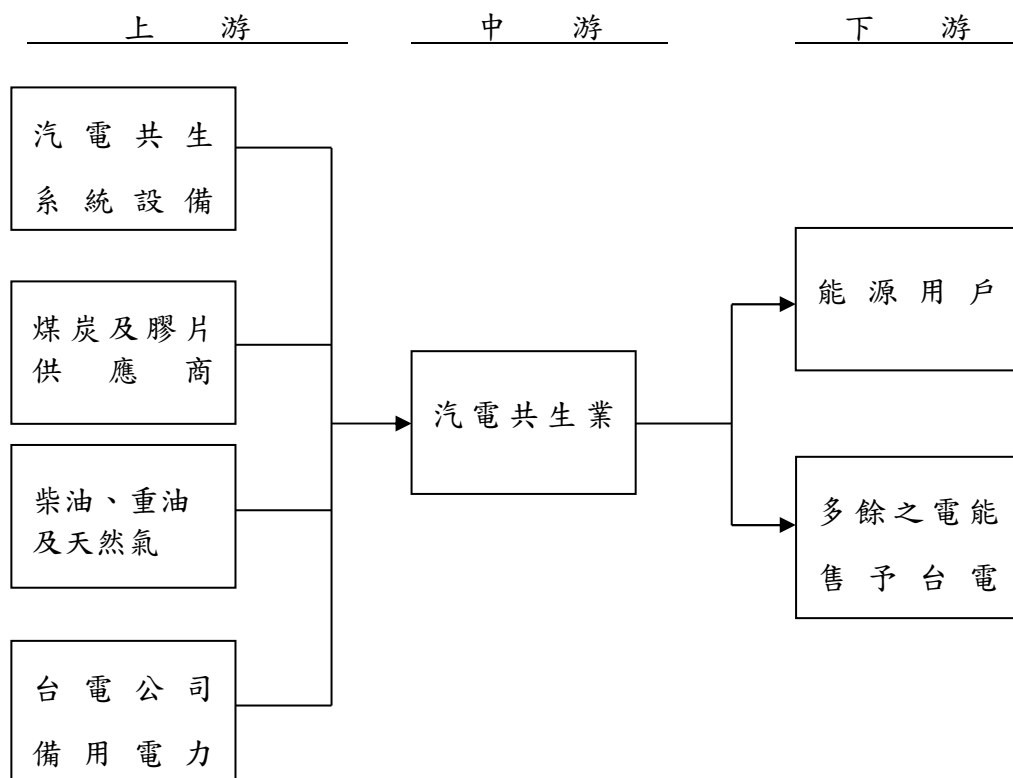 上游
中游
下游
汽電共生
系統設備
煤炭及膠片
供應商
柴油、重油
及天然氣
台電公司
備用電力
汽電共生業
能源用戶
多餘之電能
售予台電